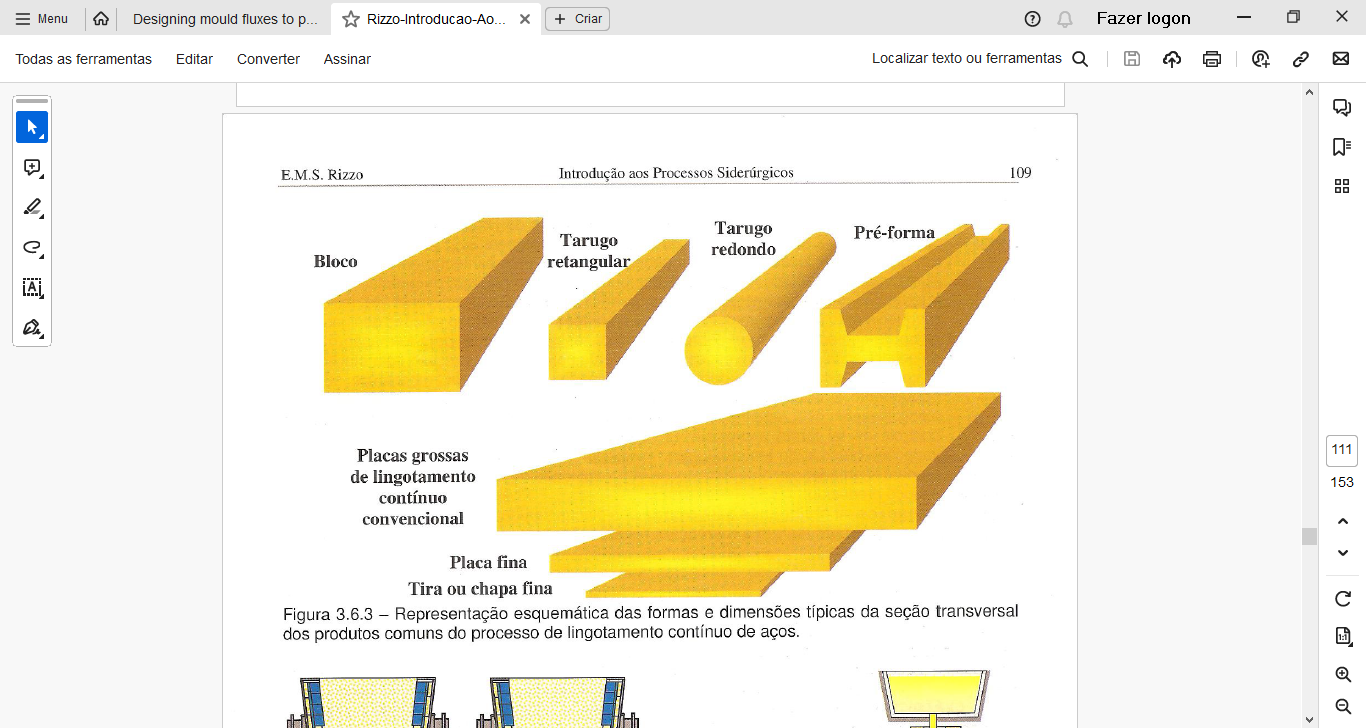 Menu
Designing mould fluxes to p...
Rizzo-Introducao-Ao...
Criar
Fazer logon
Todas as ferramentas
Editar
Converter
Assinar
Localizar texto ou ferramentas
E.M.S. Rizzo
Introdução aos Processos Siderúrgicos
109
Bloco
Tarugo
retangular
Tarugo
redondo
Pré-forma
Placas grossas
de lingotamento
contínuo
convencional
Placa fina
Tira ou chapa fina
Figura 3.6.3 – Representação esquemática das formas e dimensões típicas da seção transversal
dos produtos comuns do processo de lingotamento contínuo de aços.
111
153